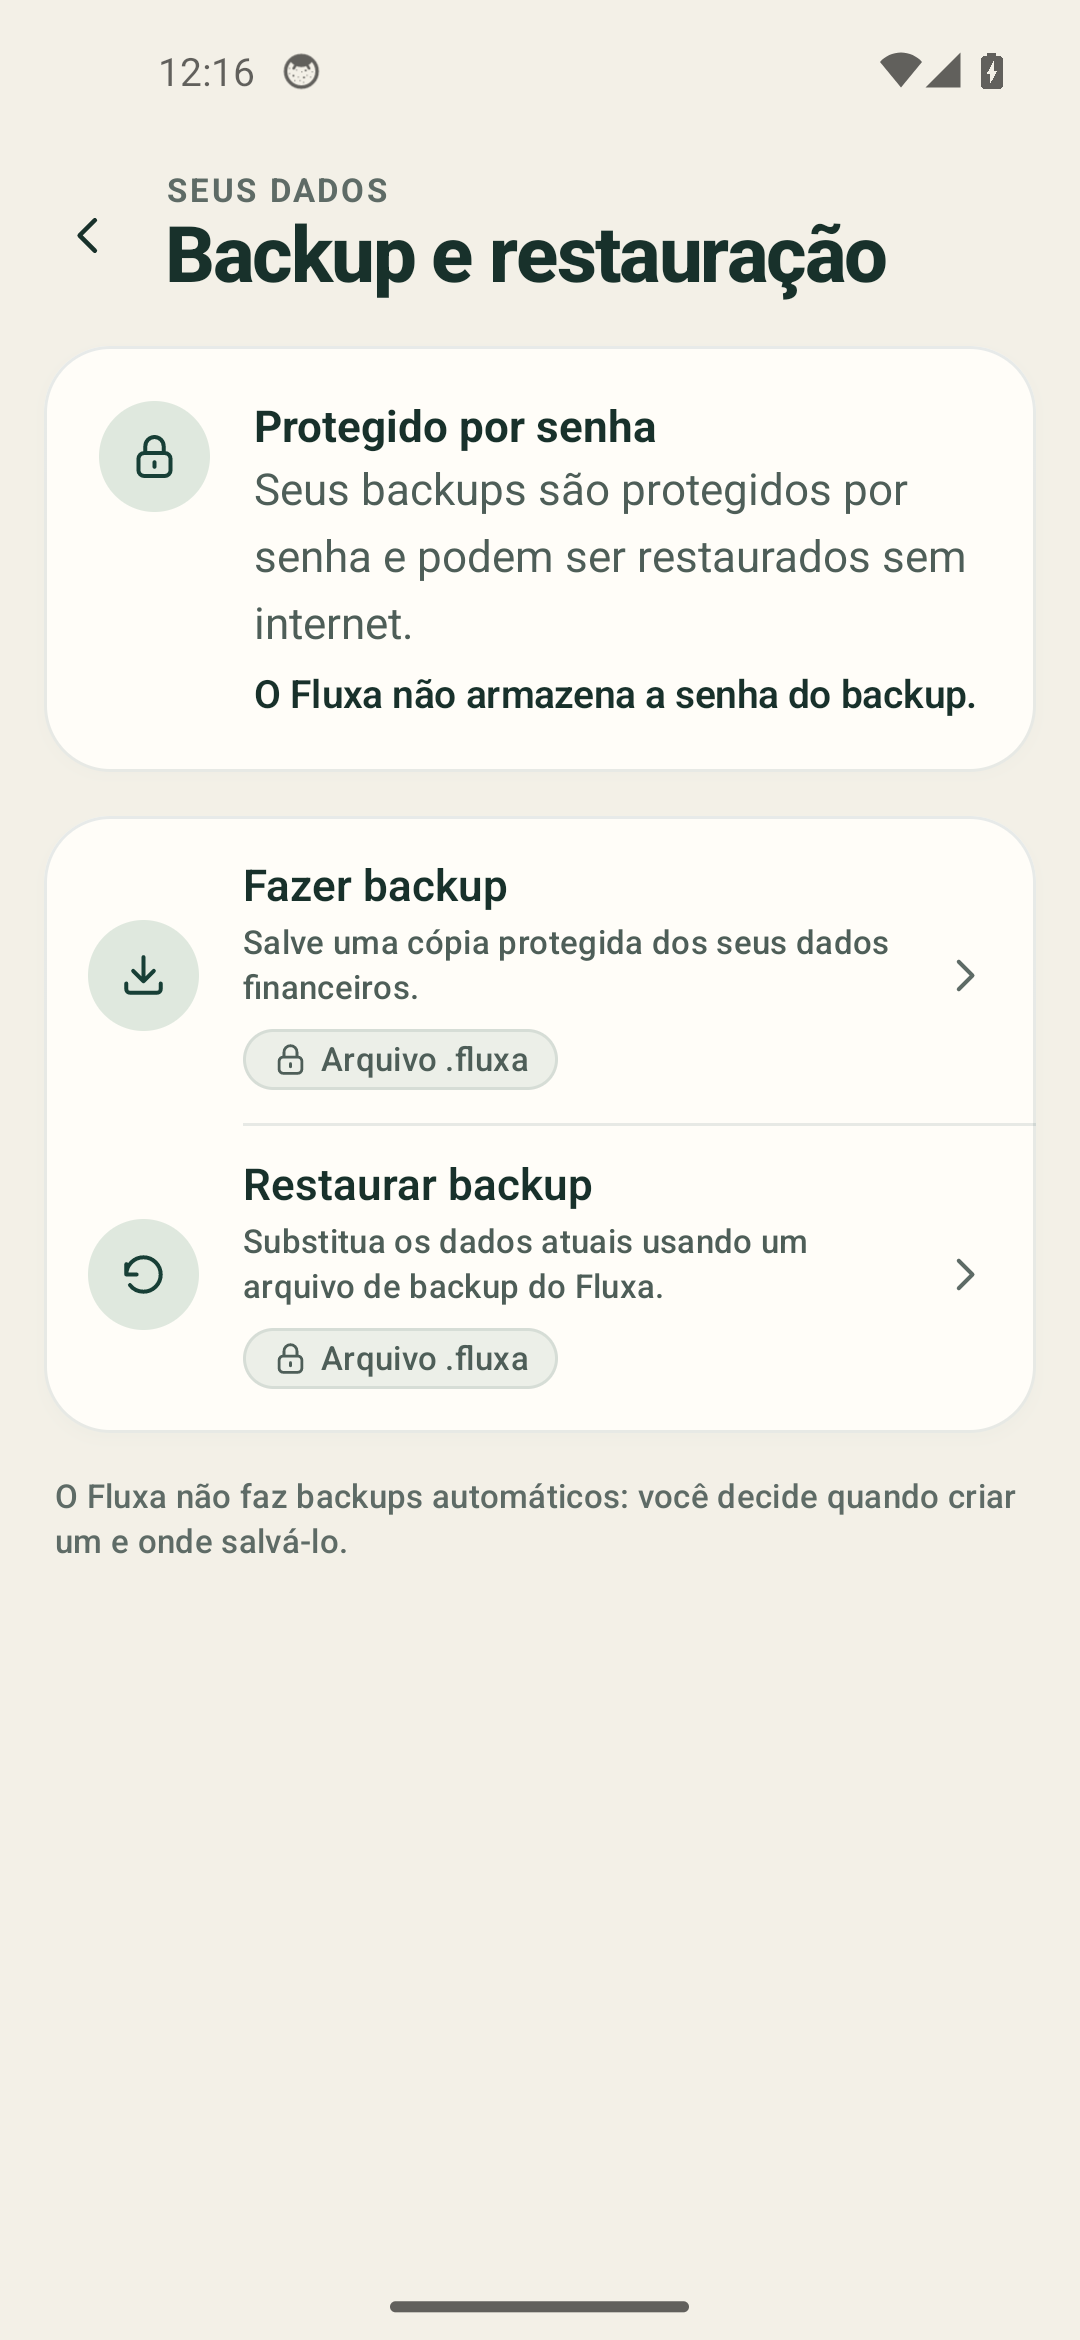 12:16
SEUS DADOS
Backup e restauração
Protegido por senha
Seus backups são protegidos por
senha e podem ser restaurados sem
internet.
O Fluxa não armazena a senha do backup.
Fazer backup
Salve uma cópia protegida dos seus dados
financeiros.
Arquivo .fluxa
Restaurar backup
Substitua os dados atuais usando um
arquivo de backup do Fluxa.
Arquivo .fluxa
O Fluxa não faz backups automáticos: você decide quando criar
um e onde salvá-lo.